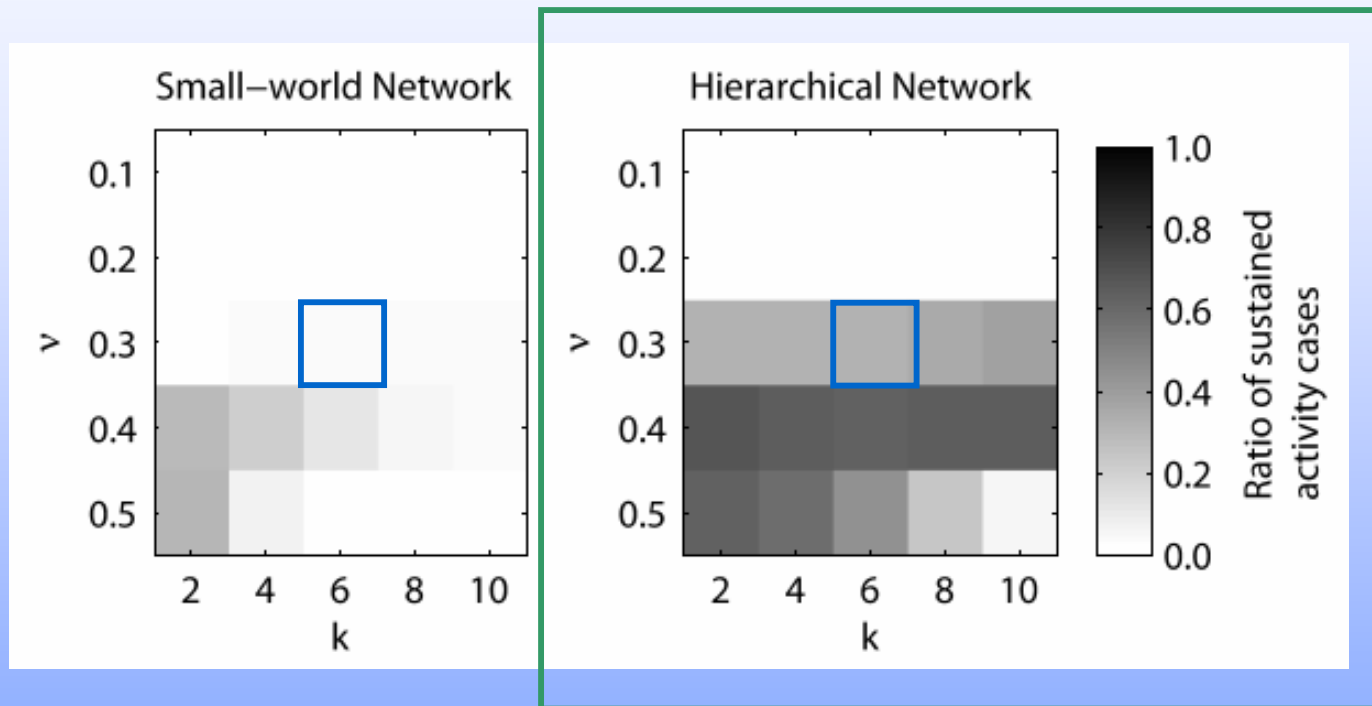 Small−world Network
0.1
0.2
0.3
0.4
0.5
ν
2 4 6 8 10
k
Hierarchical Network
0.1
0.2
0.3
0.4
0.5
ν
2 4 6 8 10
k
1.0
0.8
0.6
0.4
0.2
0.0
Ratio of sustained
activity cases